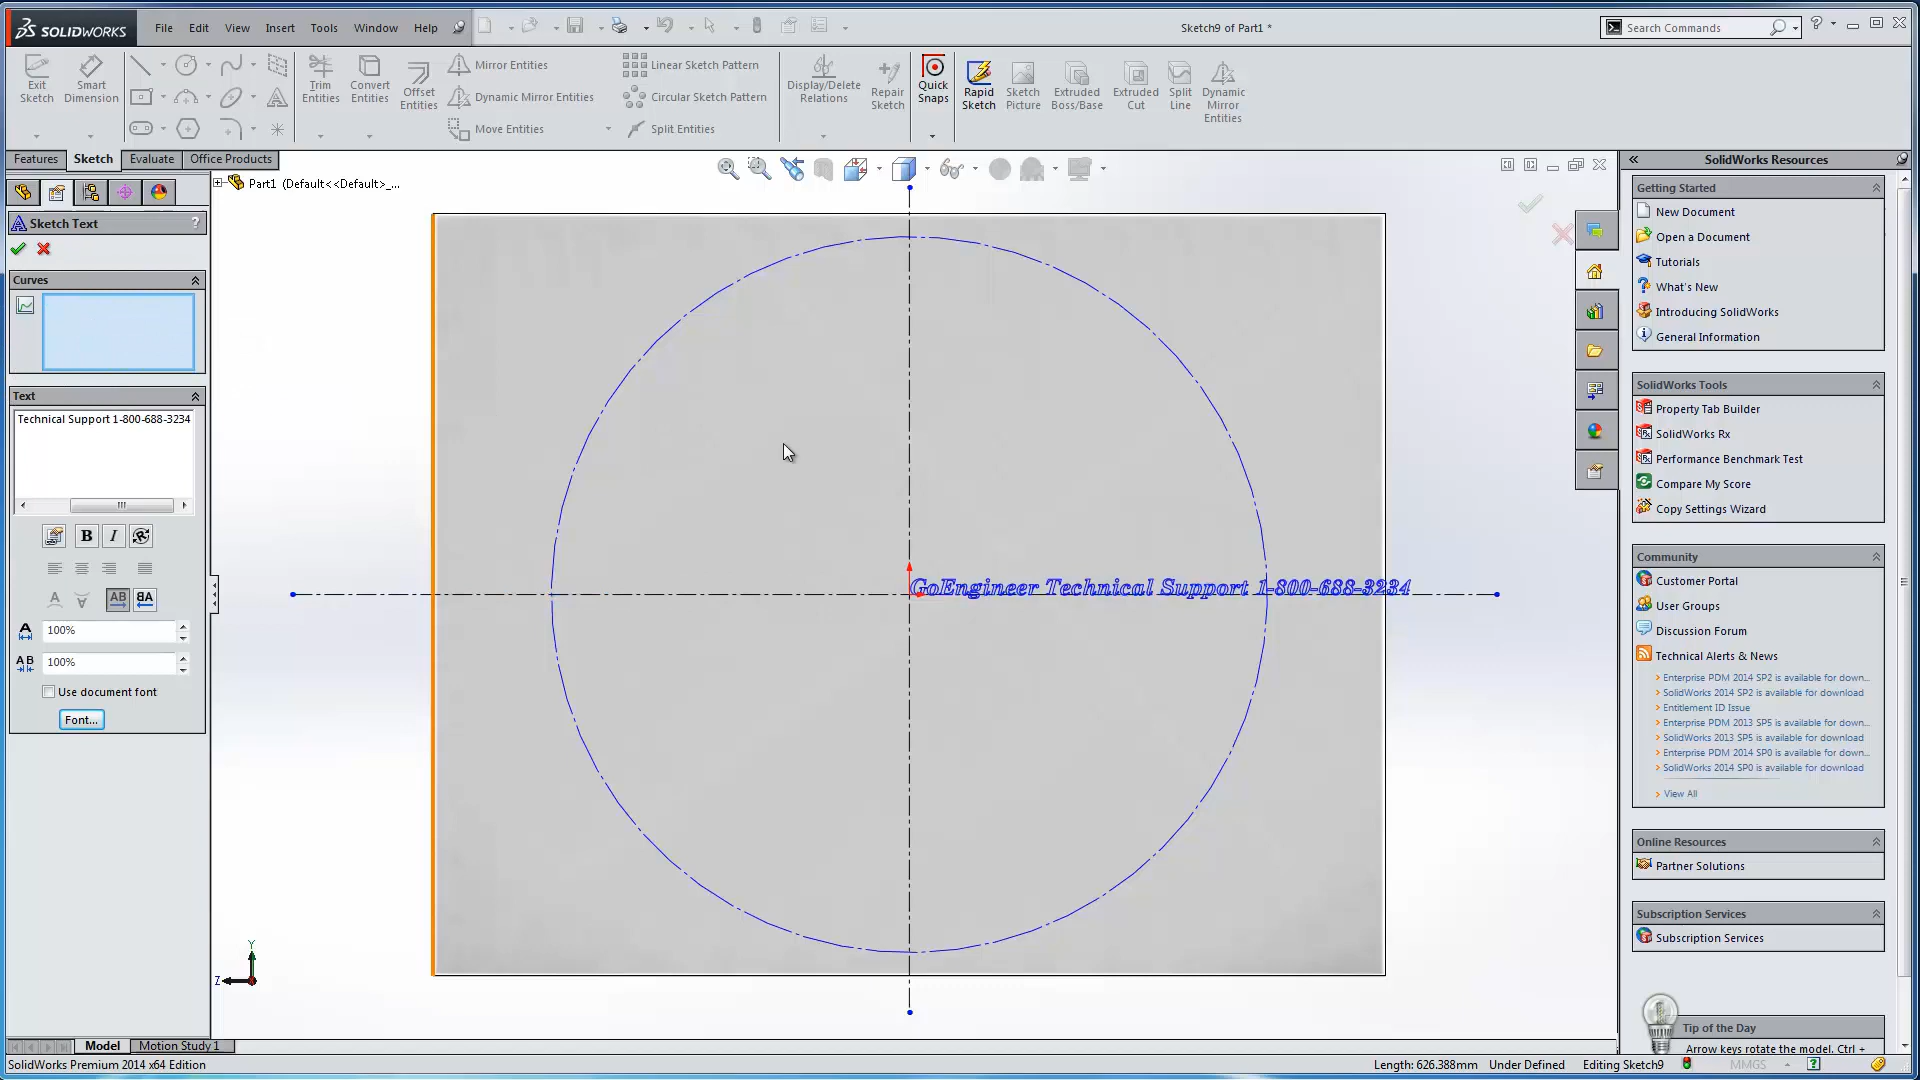 SOLIDWORKS
File Edit View Insert Tools Window Help
Sketch9 of Part1 *
Search Commands
Exit Sketch
Smart Dimension
Trim Entities
Convert Entities
Offset Entities
Mirror Entities
Dynamic Mirror Entities
Move Entities
Linear Sketch Pattern
Circular Sketch Pattern
Split Entities
Display/Delete Relations
Repair Sketch
Quick Snaps
Rapid Sketch
Sketch Picture
Extruded Boss/Base
Extruded Cut
Split Line
Dynamic Mirror Entities
Features Sketch Evaluate Office Products
Part1 (Default<<Default>_...
Sketch Text
?
Curves
Text
Technical Support 1-800-688-3234
B I
AB
100%
AB
100%
Use document font
Font...
GoEngineer Technical Support 1-800-688-3234
Y
Z
SolidWorks Resources
Getting Started
New Document
Open a Document
Tutorials
What's New
Introducing SolidWorks
General Information
SolidWorks Tools
Property Tab Builder
SolidWorks Rx
Performance Benchmark Test
Compare My Score
Copy Settings Wizard
Community
Customer Portal
User Groups
Discussion Forum
Technical Alerts & News
Enterprise PDM 2014 SP2 is available for down...
SolidWorks 2014 SP2 is available for download
Entitlement ID Issue
Enterprise PDM 2013 SP5 is available for down...
SolidWorks 2013 SP5 is available for download
Enterprise PDM 2014 SP0 is available for down...
SolidWorks 2014 SP0 is available for download
View All
Online Resources
Partner Solutions
Subscription Services
Subscription Services
Tip of the Day
Arrow keys rotate the model. Ctrl +
Model Motion Study 1
SolidWorks Premium 2014 x64 Edition
Length: 626.388mm Under Defined Editing Sketch9 MMGS